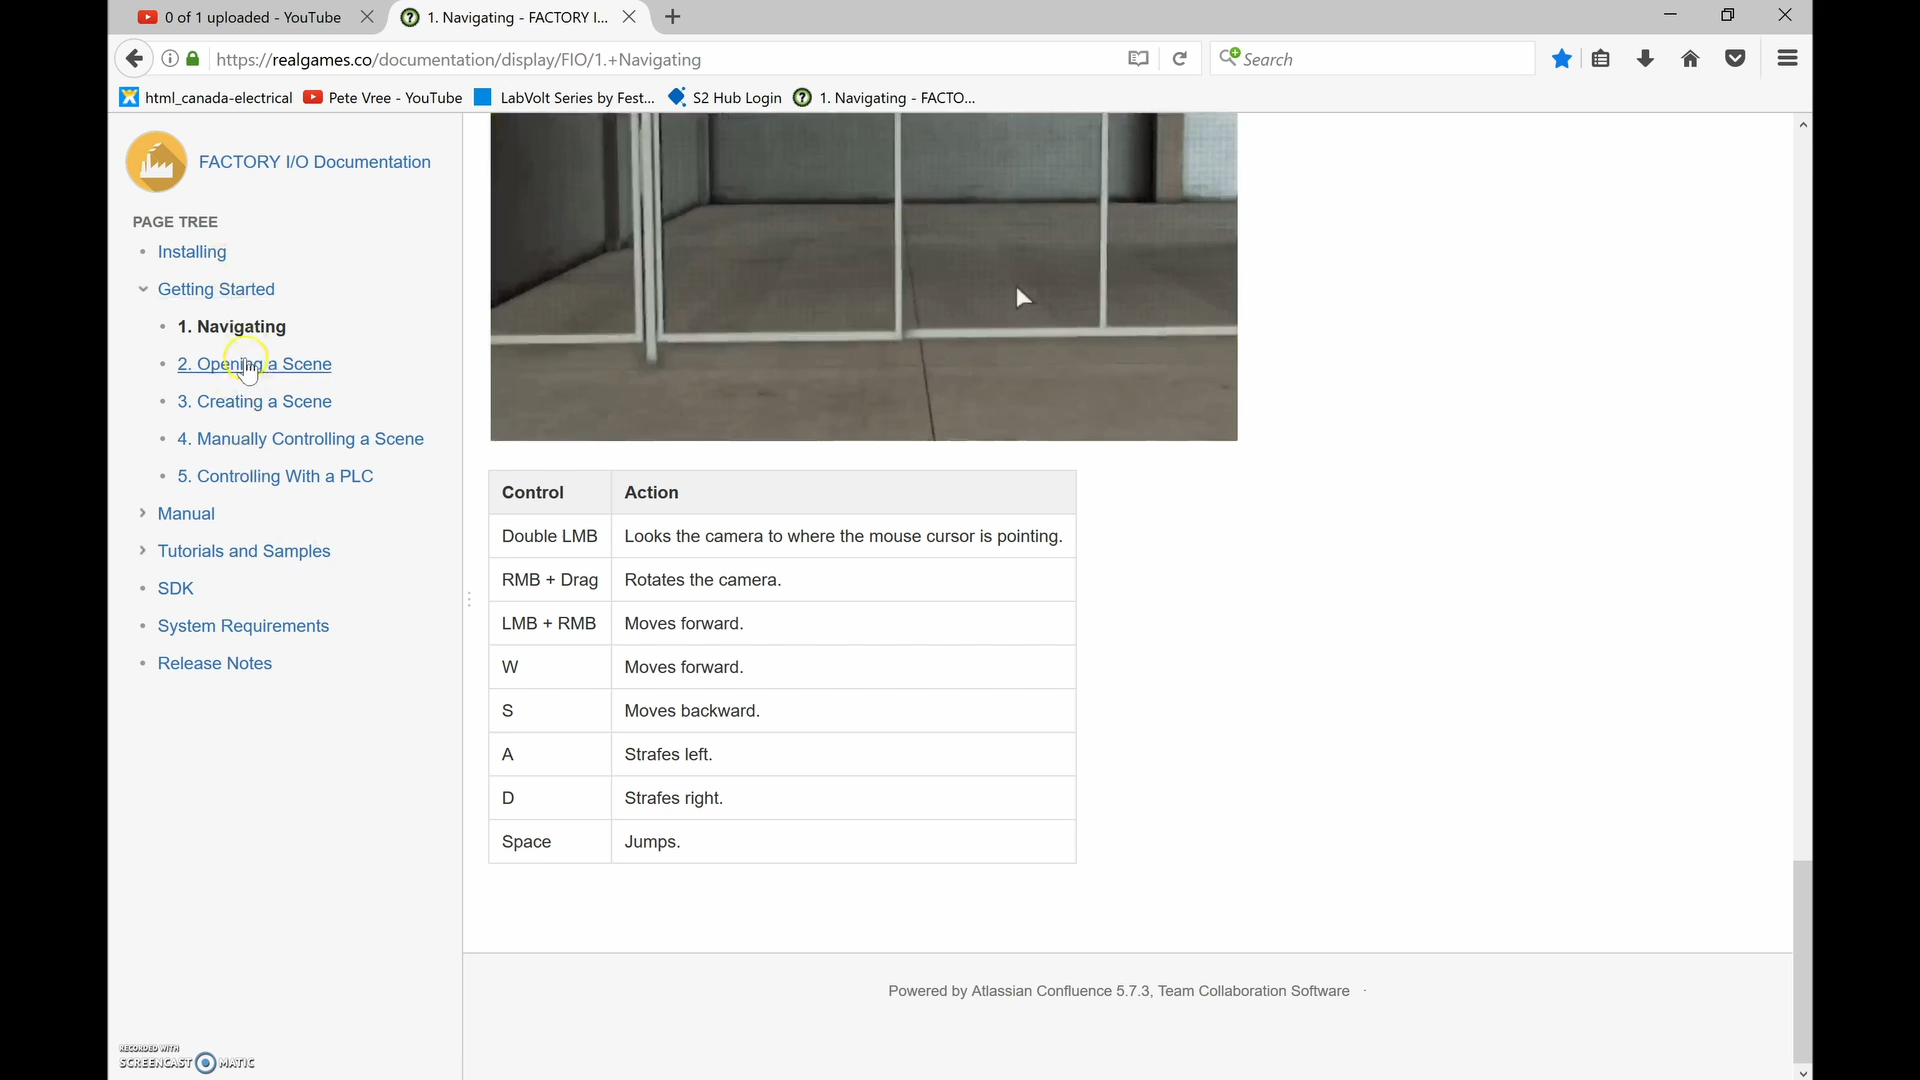 0 of 1 uploaded - YouTube
1. Navigating - FACTORY I...
https://realgames.co/documentation/display/FIO/1.+Navigating
Search
html_canada-electrical
Pete Vree - YouTube
LabVolt Series by Fest...
S2 Hub Login
1. Navigating - FACTO...
FACTORY I/O Documentation
PAGE TREE
Installing
Getting Started
1. Navigating
2. Opening a Scene
3. Creating a Scene
4. Manually Controlling a Scene
5. Controlling With a PLC
Manual
Tutorials and Samples
SDK
System Requirements
Release Notes
Control Action
Double LMB Looks the camera to where the mouse cursor is pointing.
RMB + Drag Rotates the camera.
LMB + RMB Moves forward.
W Moves forward.
S Moves backward.
A Strafes left.
D Strafes right.
Space Jumps.
Powered by Atlassian Confluence 5.7.3, Team Collaboration Software ·
RECORDED WITH
SCREENCAST MATIC